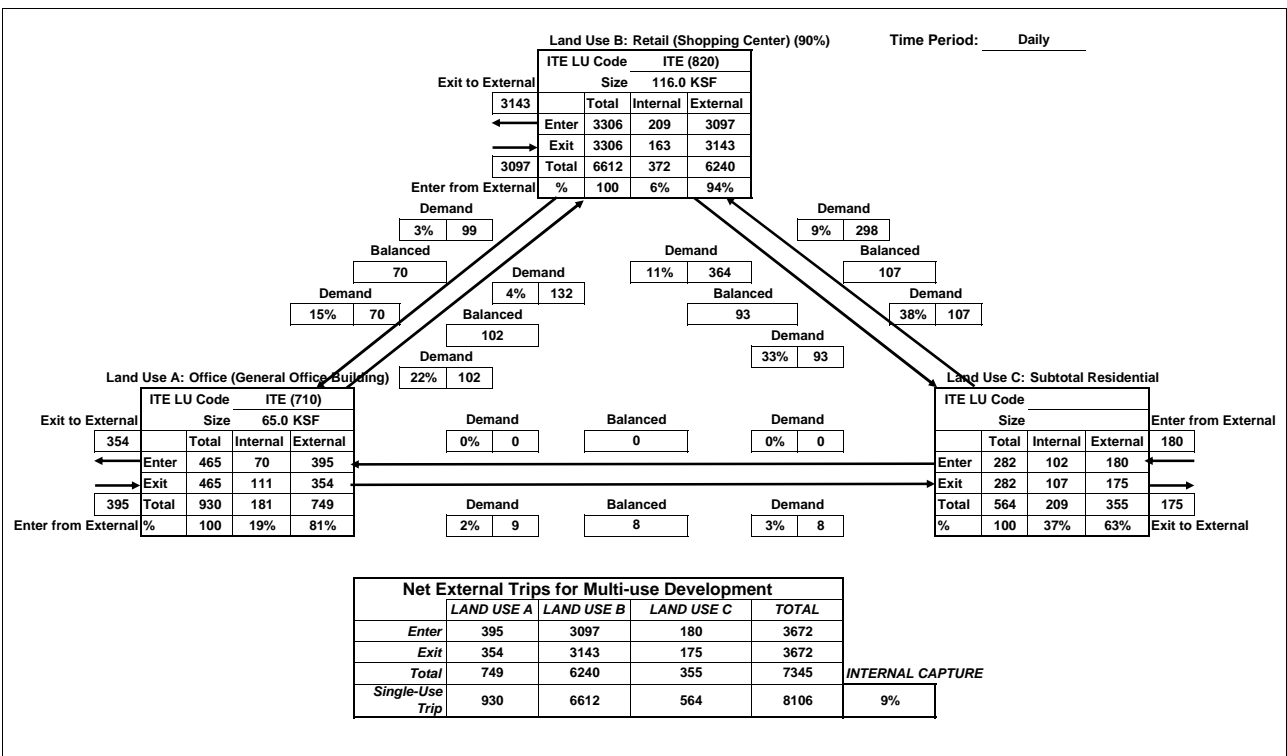 Land Use B: Retail (Shopping Center) (90%) Time Period: Daily
ITE LU Code ITE (820)
Exit to External Size 116.0 KSF
3143 Total Internal External
Enter 3306 209 3097
Exit 3306 163 3143
3097 Total 6612 372 6240
Enter from External % 100 6% 94%
Demand Demand
3% 99 9% 298
Balanced Demand Balanced
70 11% 364 107
Demand Demand Balanced Demand
15% 70 4% 132 93 38% 107
Balanced
102 Demand
33% 93
Demand
Land Use A: Office (General Office Building) 22% 102 Land Use C: Subtotal Residential
ITE LU Code ITE (710) ITE LU Code
Exit to External Size 65.0 KSF Demand Balanced Demand Size Enter from External
354 Total Internal External 0% 0 0 0% 0 Total Internal External 180
Enter 465 70 395 Enter 282 102 180
Exit 465 111 354 Exit 282 107 175
395 Total 930 181 749 Demand Balanced Demand Total 564 209 355 175
Enter from External % 100 19% 81% 2% 9 8 3% 8 % 100 37% 63% Exit to External
Net External Trips for Multi-use Development
LAND USE A LAND USE B LAND USE C TOTAL
Enter 395 3097 180 3672
Exit 354 3143 175 3672
Total 749 6240 355 7345 INTERNAL CAPTURE
Single-Use
Trip 930 6612 564 8106 9%